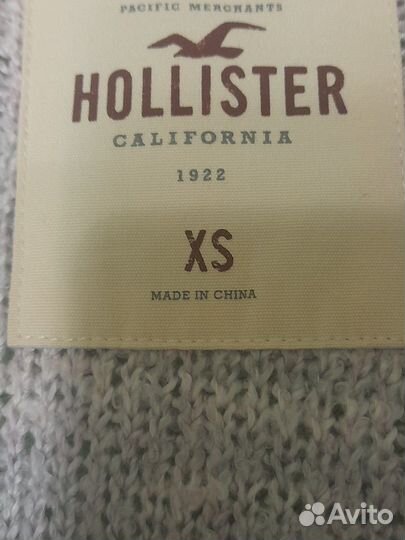 PACIFIC MERCHANTS
HOLLISTER
CALIFORNIA
1922
XS
MADE IN CHINA
Avito